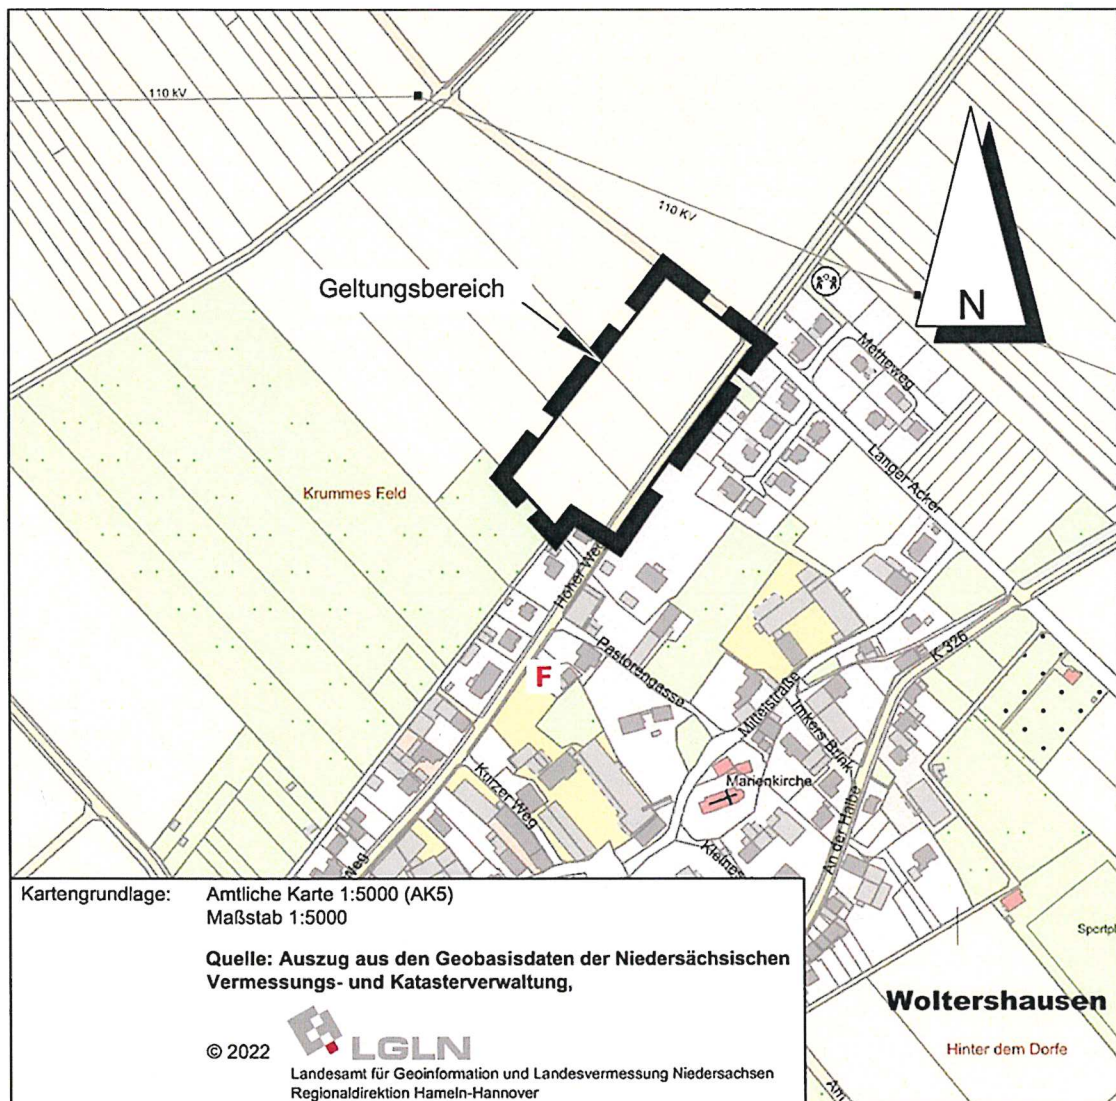 110 kV
110 KV
Geltungsbereich
N
Metheweg
Langer Acker
Krummes Feld
Hoher Weg
Pastorengasse
K 326
F
Mittelstraße
Imkers Brink
Marienkirche
Kurzer Weg
An der Halbe
Weg
Sportpl
Woltershausen
Hinter dem Dorfe
Am
Kartengrundlage: Amtliche Karte 1:5000 (AK5)
Maßstab 1:5000
Quelle: Auszug aus den Geobasisdaten der Niedersächsischen
Vermessungs- und Katasterverwaltung,
© 2022 LGLN
Landesamt für Geoinformation und Landesvermessung Niedersachsen
Regionaldirektion Hameln-Hannover